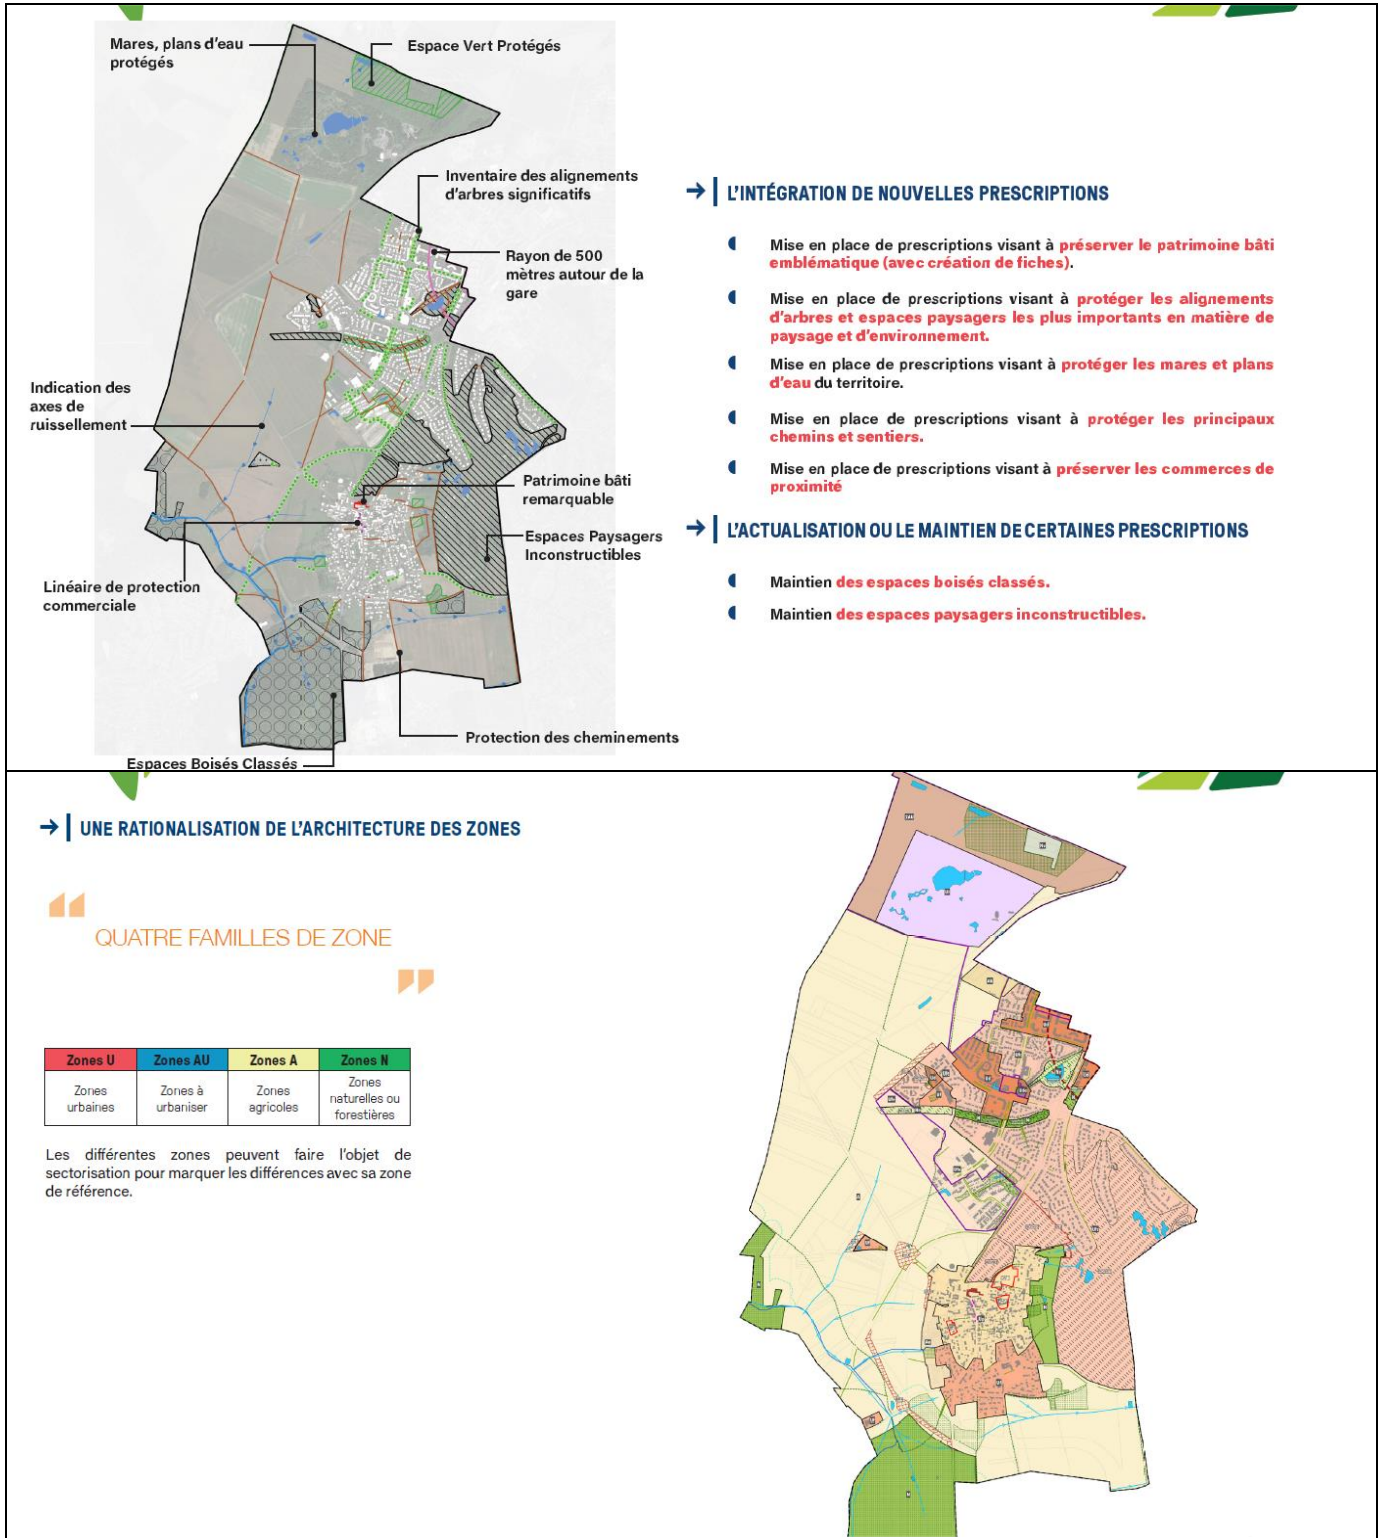 Mares, plans d'eau
protégés
Espace Vert Protégés
Inventaire des alignements
d'arbres significatifs
Rayon de 500
mètres autour de la
gare
Indication des
axes de
ruissellement
Patrimoine bâti
remarquable
Espaces Paysagers
Inconstructibles
Linéaire de protection
commerciale
Protection des cheminements
Espaces Boisés Classés
L'INTÉGRATION DE NOUVELLES PRESCRIPTIONS
Mise en place de prescriptions visant à préserver le patrimoine bâti
emblématique (avec création de fiches).
Mise en place de prescriptions visant à protéger les alignements
d'arbres et espaces paysagers les plus importants en matière de
paysage et d'environnement.
Mise en place de prescriptions visant à protéger les mares et plans
d'eau du territoire.
Mise en place de prescriptions visant à protéger les principaux
chemins et sentiers.
Mise en place de prescriptions visant à préserver les commerces de
proximité
L'ACTUALISATION OU LE MAINTIEN DE CERTAINES PRESCRIPTIONS
Maintien des espaces boisés classés.
Maintien des espaces paysagers inconstructibles.
UNE RATIONALISATION DE L'ARCHITECTURE DES ZONES
QUATRE FAMILLES DE ZONE
Zones U Zones AU Zones A Zones N
Zones urbaines Zones à urbaniser Zones agricoles Zones naturelles ou forestières
Les différentes zones peuvent faire l'objet de
sectorisation pour marquer les différences avec sa zone
de référence.